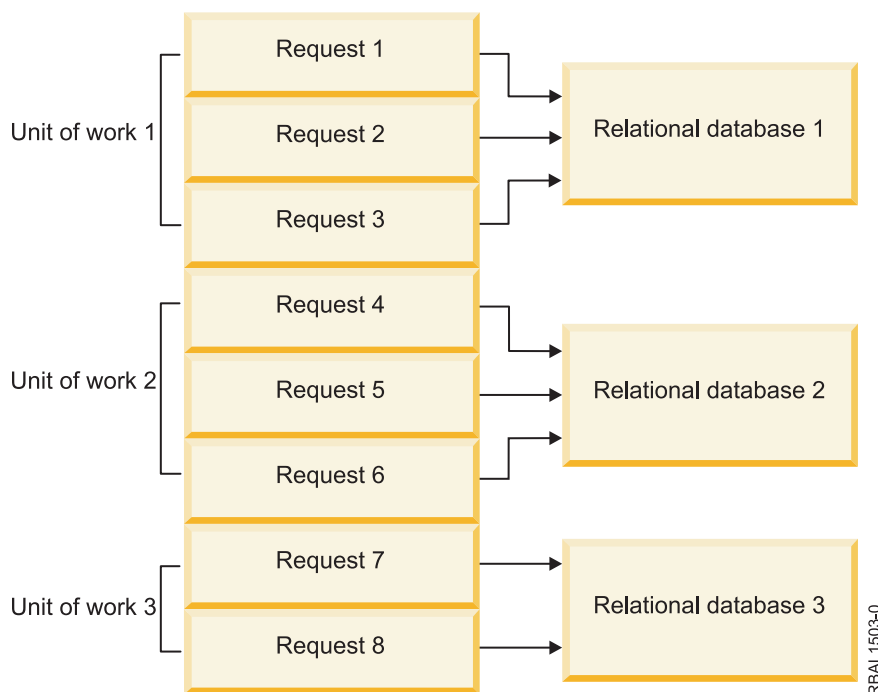 Unit of work 1
Request 1
Request 2
Request 3
Relational database 1
Unit of work 2
Request 4
Request 5
Request 6
Relational database 2
Unit of work 3
Request 7
Request 8
Relational database 3
RBAL1503-0